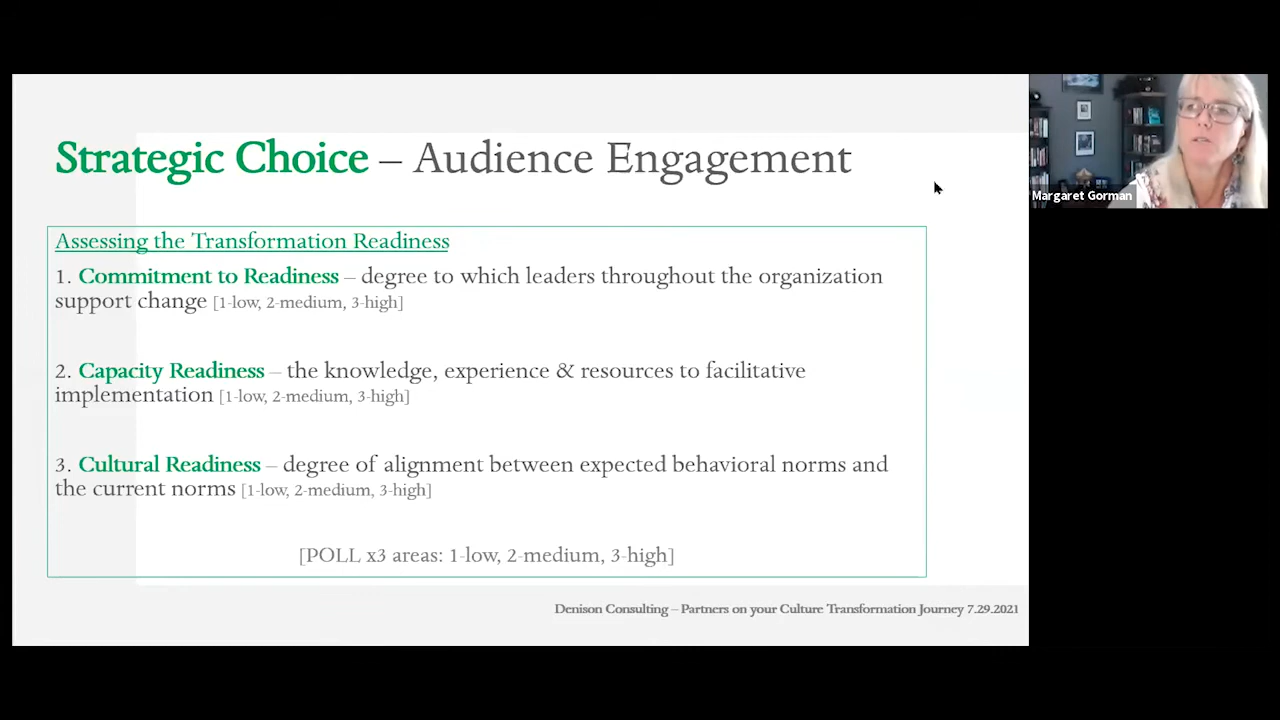 Strategic Choice – Audience Engagement
Margaret Gorman
Assessing the Transformation Readiness
1. Commitment to Readiness – degree to which leaders throughout the organization
support change [1-low, 2-medium, 3-high]
2. Capacity Readiness – the knowledge, experience & resources to facilitative
implementation [1-low, 2-medium, 3-high]
3. Cultural Readiness – degree of alignment between expected behavioral norms and
the current norms [1-low, 2-medium, 3-high]
[POLL x3 areas: 1-low, 2-medium, 3-high]
Denison Consulting – Partners on your Culture Transformation Journey 7.29.2021